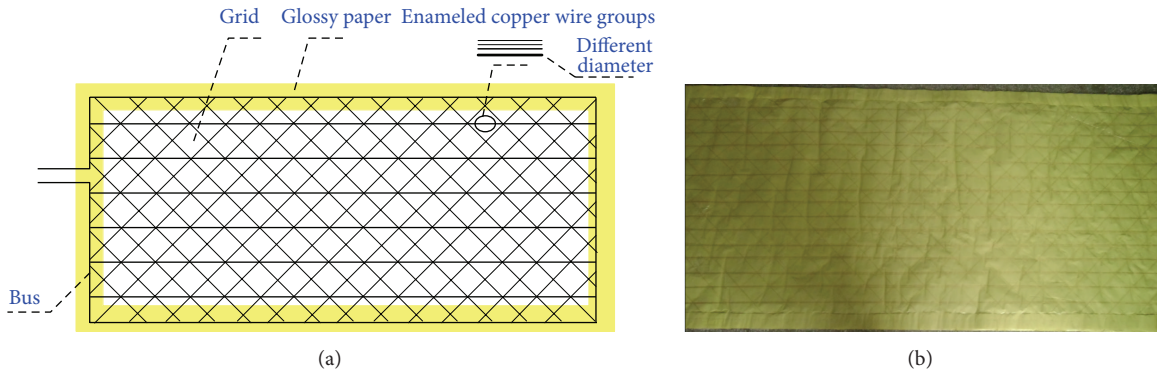 Grid
Glossy paper
Enameled copper wire groups
Different
diameter
Bus
(a)
(b)